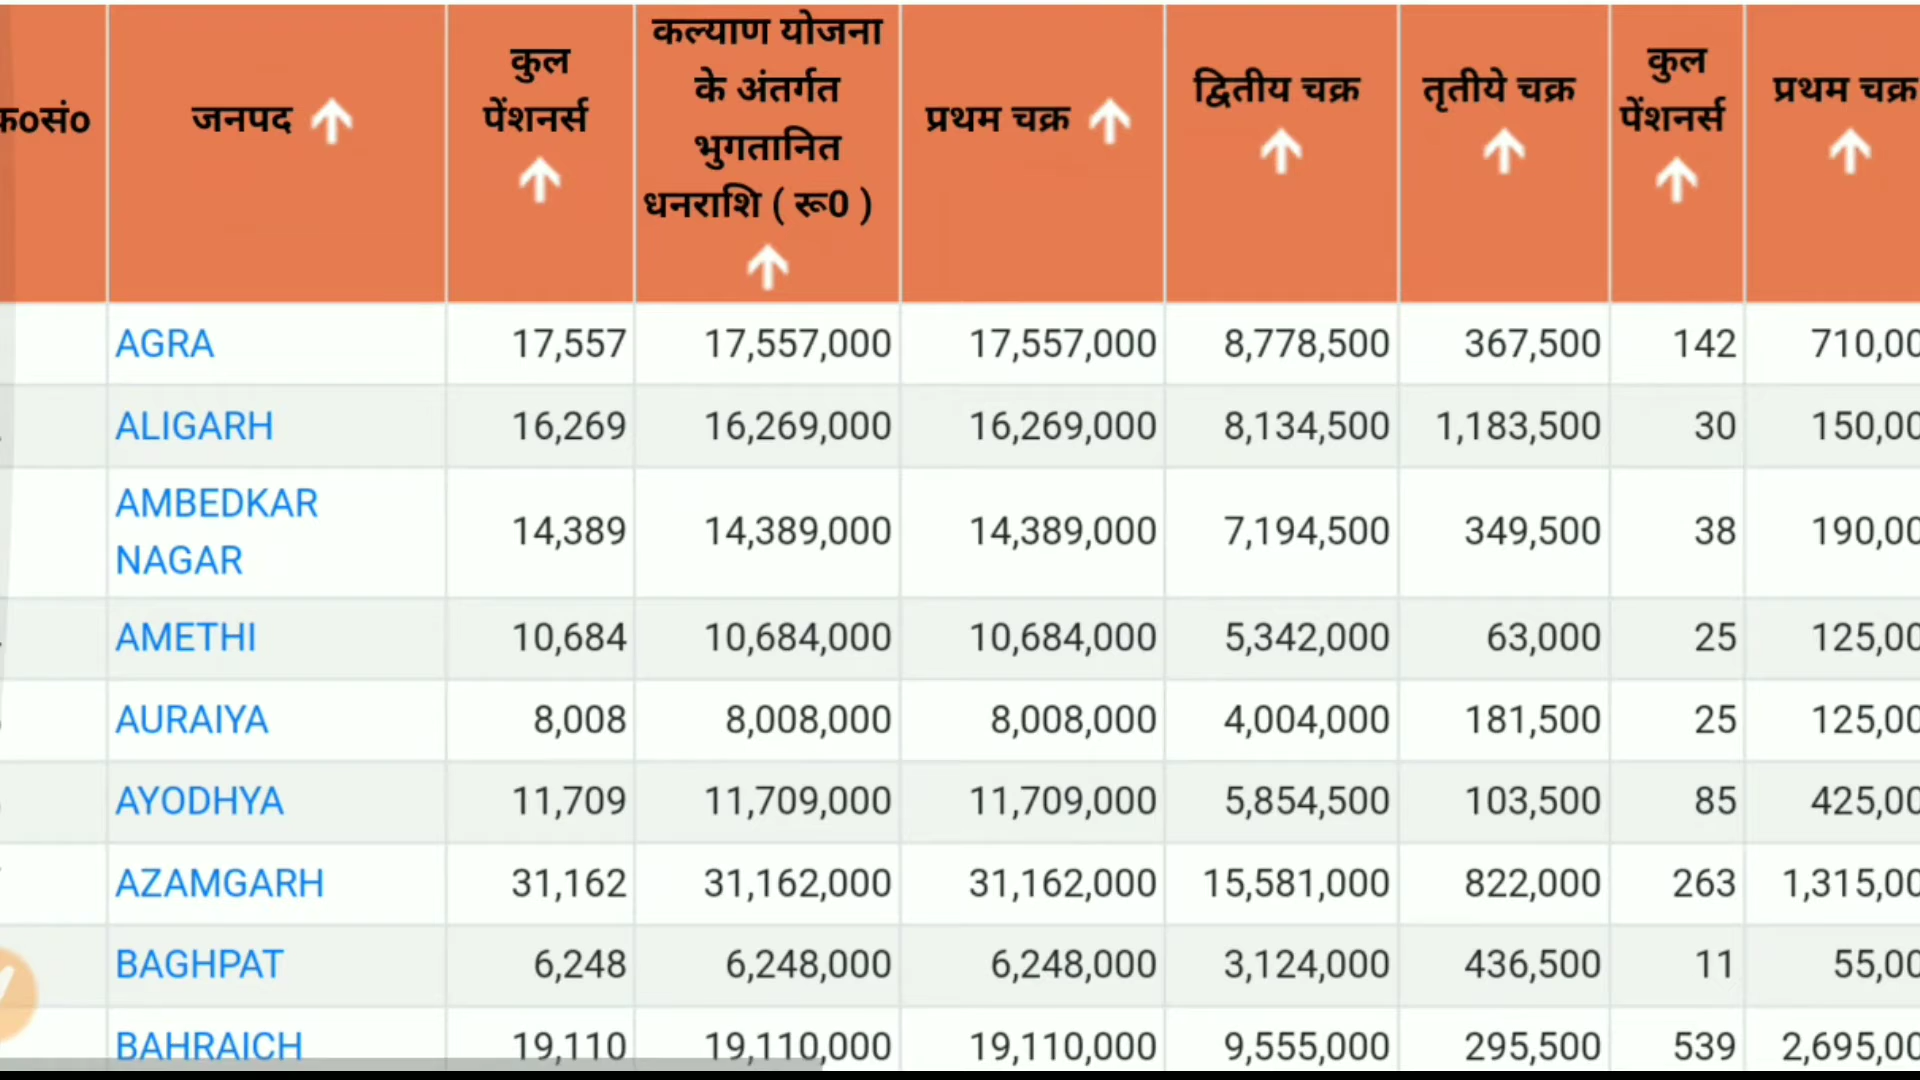 क०सं०
जनपद
कुल
पेंशनर्स
कल्याण योजना
के अंतर्गत
भुगतानित
धनराशि ( रू0 )
प्रथम चक्र
द्वितीय चक्र
तृतीये चक्र
कुल
पेंशनर्स
प्रथम चक्र
AGRA 17,557 17,557,000 17,557,000 8,778,500 367,500 142 710,00
ALIGARH 16,269 16,269,000 16,269,000 8,134,500 1,183,500 30 150,00
AMBEDKAR
NAGAR 14,389 14,389,000 14,389,000 7,194,500 349,500 38 190,00
AMETHI 10,684 10,684,000 10,684,000 5,342,000 63,000 25 125,00
AURAIYA 8,008 8,008,000 8,008,000 4,004,000 181,500 25 125,00
AYODHYA 11,709 11,709,000 11,709,000 5,854,500 103,500 85 425,00
AZAMGARH 31,162 31,162,000 31,162,000 15,581,000 822,000 263 1,315,00
BAGHPAT 6,248 6,248,000 6,248,000 3,124,000 436,500 11 55,00
BAHRAICH 19,110 19,110,000 19,110,000 9,555,000 295,500 539 2,695,00